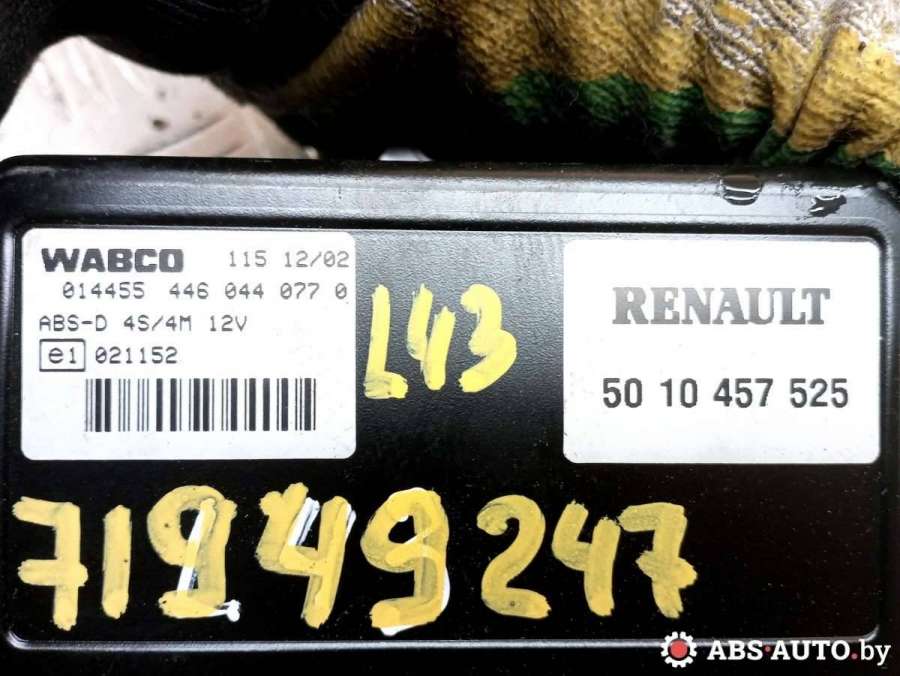 WABCO 115 12/02
014455 446 044 077 0
ABS-D 4S/4M 12V
e1 021152
L43
RENAULT
50 10 457 525
71949247
ABS·AUTO.by